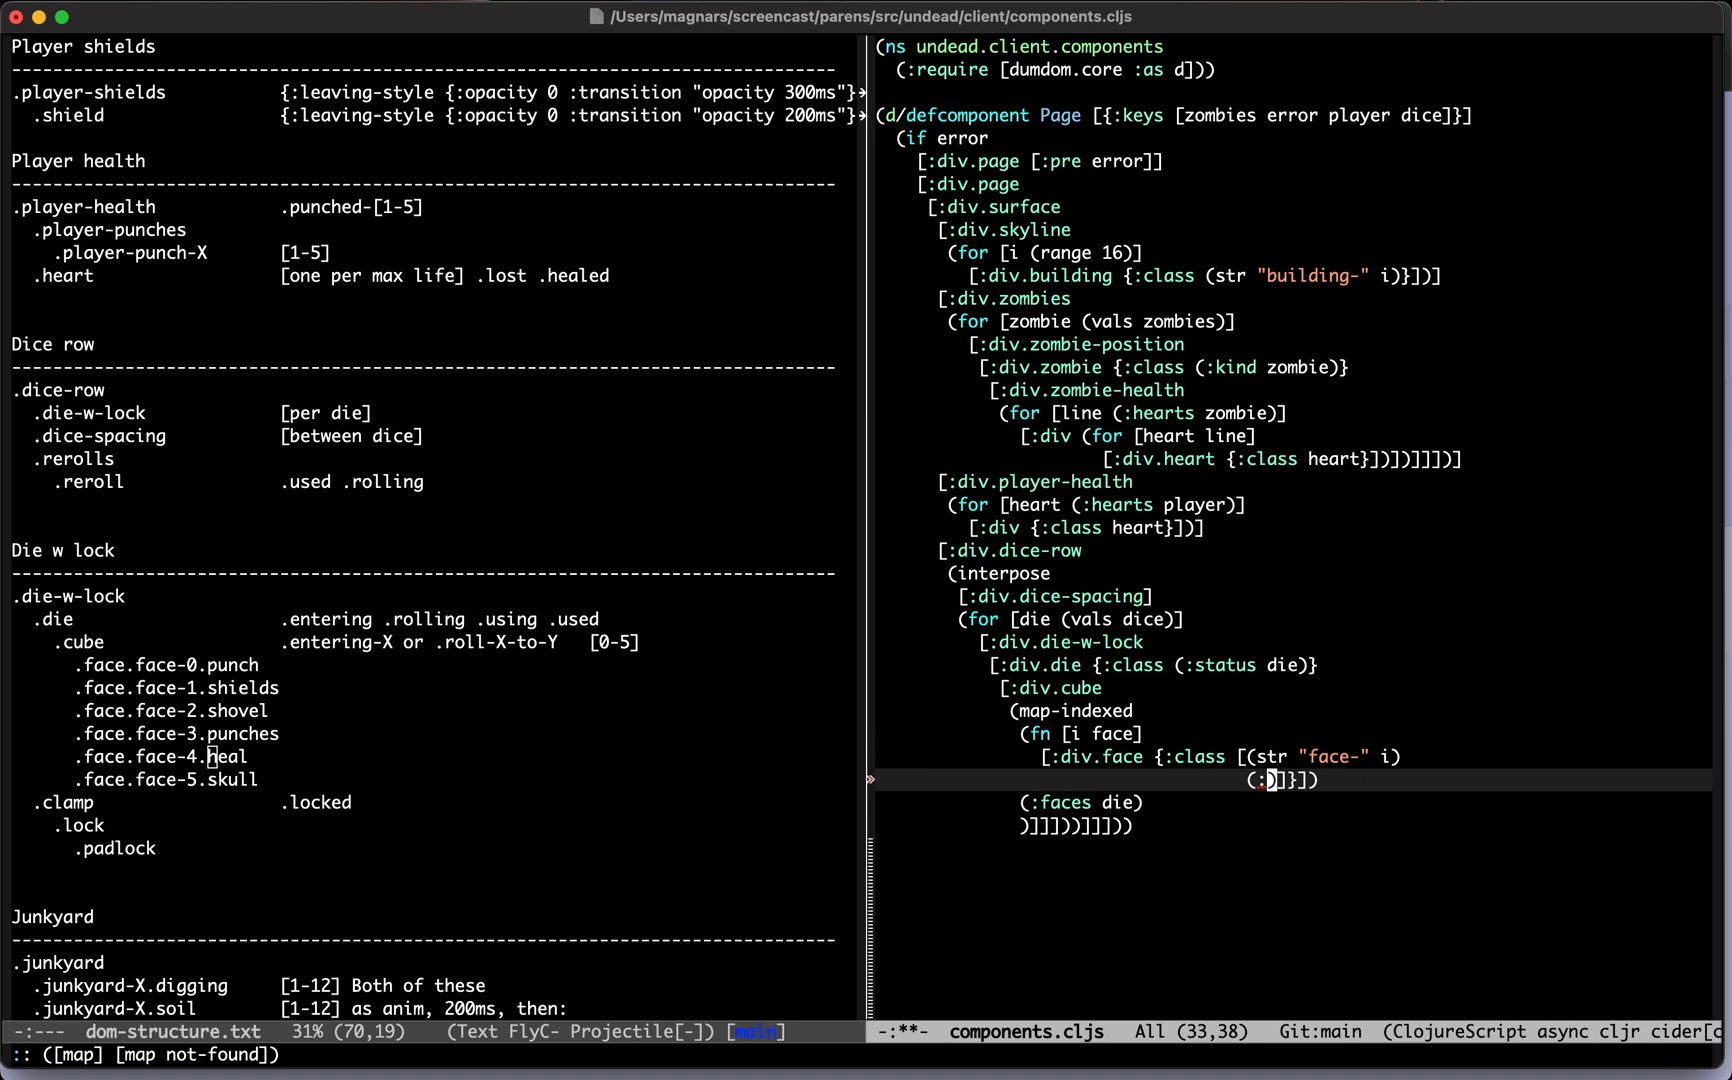 /Users/magnars/screencast/parens/src/undead/client/components.cljs
Player shields
--------------------------------------------------------------------------------
.player-shields           {:leaving-style {:opacity 0 :transition "opacity 300ms"}
  .shield                 {:leaving-style {:opacity 0 :transition "opacity 200ms"}

Player health
--------------------------------------------------------------------------------
.player-health            .punched-[1-5]
  .player-punches
    .player-punch-X       [1-5]
  .heart                  [one per max life] .lost .healed

Dice row
--------------------------------------------------------------------------------
.dice-row
  .die-w-lock             [per die]
  .dice-spacing           [between dice]
  .rerolls
    .reroll               .used .rolling

Die w lock
--------------------------------------------------------------------------------
.die-w-lock
  .die                    .entering .rolling .using .used
    .cube                 .entering-X or .roll-X-to-Y   [0-5]
      .face.face-0.punch
      .face.face-1.shields
      .face.face-2.shovel
      .face.face-3.punches
      .face.face-4.heal
      .face.face-5.skull
  .clamp                  .locked
    .lock
      .padlock

Junkyard
--------------------------------------------------------------------------------
.junkyard
  .junkyard-X.digging     [1-12] Both of these
  .junkyard-X.soil        [1-12] as anim, 200ms, then:
-:---  dom-structure.txt   31% (70,19)   (Text FlyC- Projectile[-]) [main]
(ns undead.client.components
  (:require [dumdom.core :as d]))

(d/defcomponent Page [{:keys [zombies error player dice]}]
  (if error
    [:div.page [:pre error]]
    [:div.page
     [:div.surface
      [:div.skyline
       (for [i (range 16)]
         [:div.building {:class (str "building-" i)}])]
      [:div.zombies
       (for [zombie (vals zombies)]
         [:div.zombie-position
          [:div.zombie {:class (:kind zombie)}
           [:div.zombie-health
            (for [line (:hearts zombie)]
              [:div (for [heart line]
                      [:div.heart {:class heart}])])]]])]
      [:div.player-health
       (for [heart (:hearts player)]
         [:div {:class heart}])]
      [:div.dice-row
       (interpose
        [:div.dice-spacing]
        (for [die (vals dice)]
          [:div.die-w-lock
           [:div.die {:class (:status die)}
            [:div.cube
             (map-indexed
              (fn [i face]
                [:div.face {:class [(str "face-" i)
                                    (:)]}])
              (:faces die)
              )]]]))]]]))
-:**-  components.cljs   All (33,38)   Git:main  (ClojureScript async cljr cider[c
:: ([map] [map not-found])